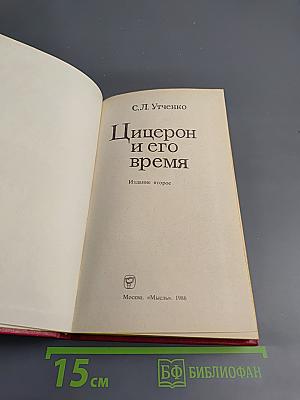 С.Л. Утченко
Цицерон
и его
время
Издание второе
Москва. «Мысль». 1986
15 см
БФ БИБЛИОФАН